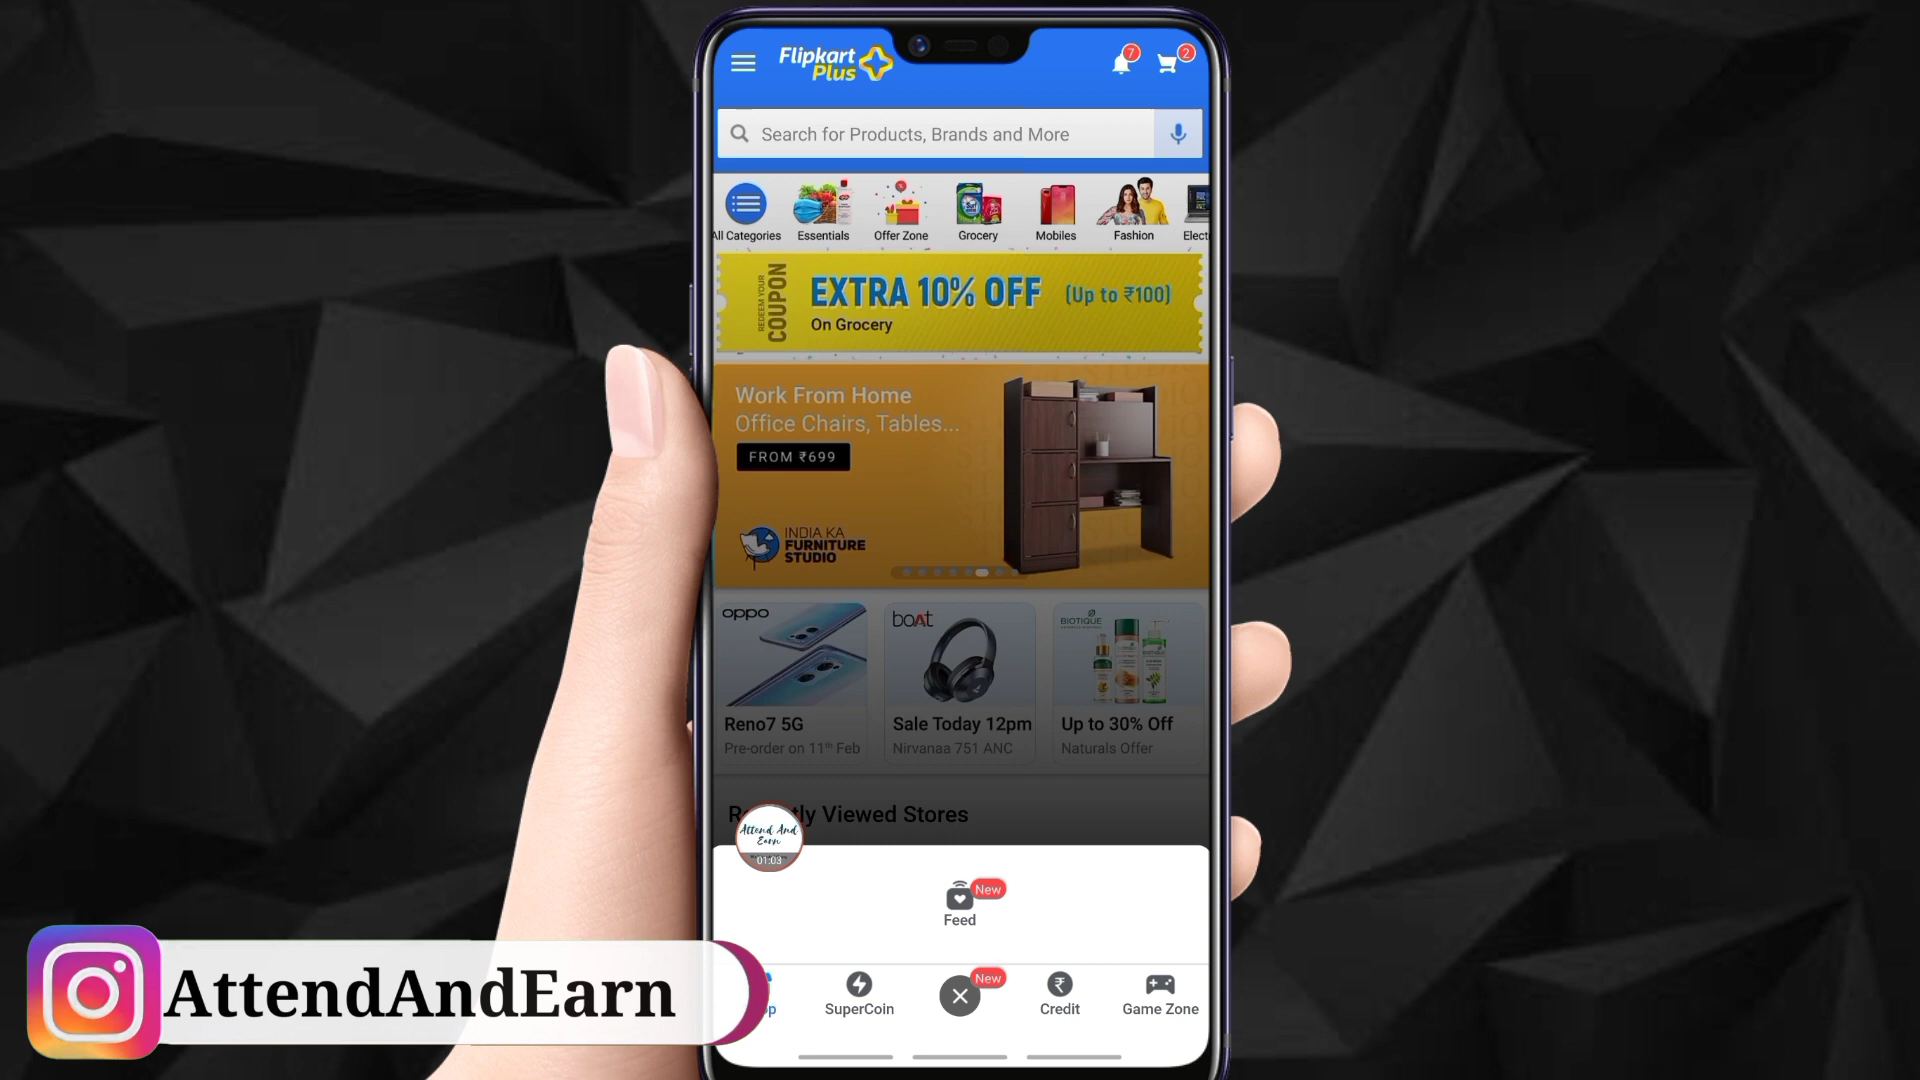 Flipkart
Plus
7
2
Search for Products, Brands and More
ll Categories
Essentials
Offer Zone
Grocery
Mobiles
Fashion
Elect
REDEEM YOUR
COUPON
EXTRA 10% OFF
(Up to ₹100)
On Grocery
Work From Home
Office Chairs, Tables...
FROM ₹699
INDIA KA
FURNITURE
STUDIO
oppo
boAt
BIOTIQUE
Reno7 5G
Pre-order on 11th Feb
Sale Today 12pm
Nirvanaa 751 ANC
Up to 30% Off
Naturals Offer
Viewed Stores
Attend And
Earn
01:03
New
Feed
New
SuperCoin
Credit
Game Zone
AttendAndEarn